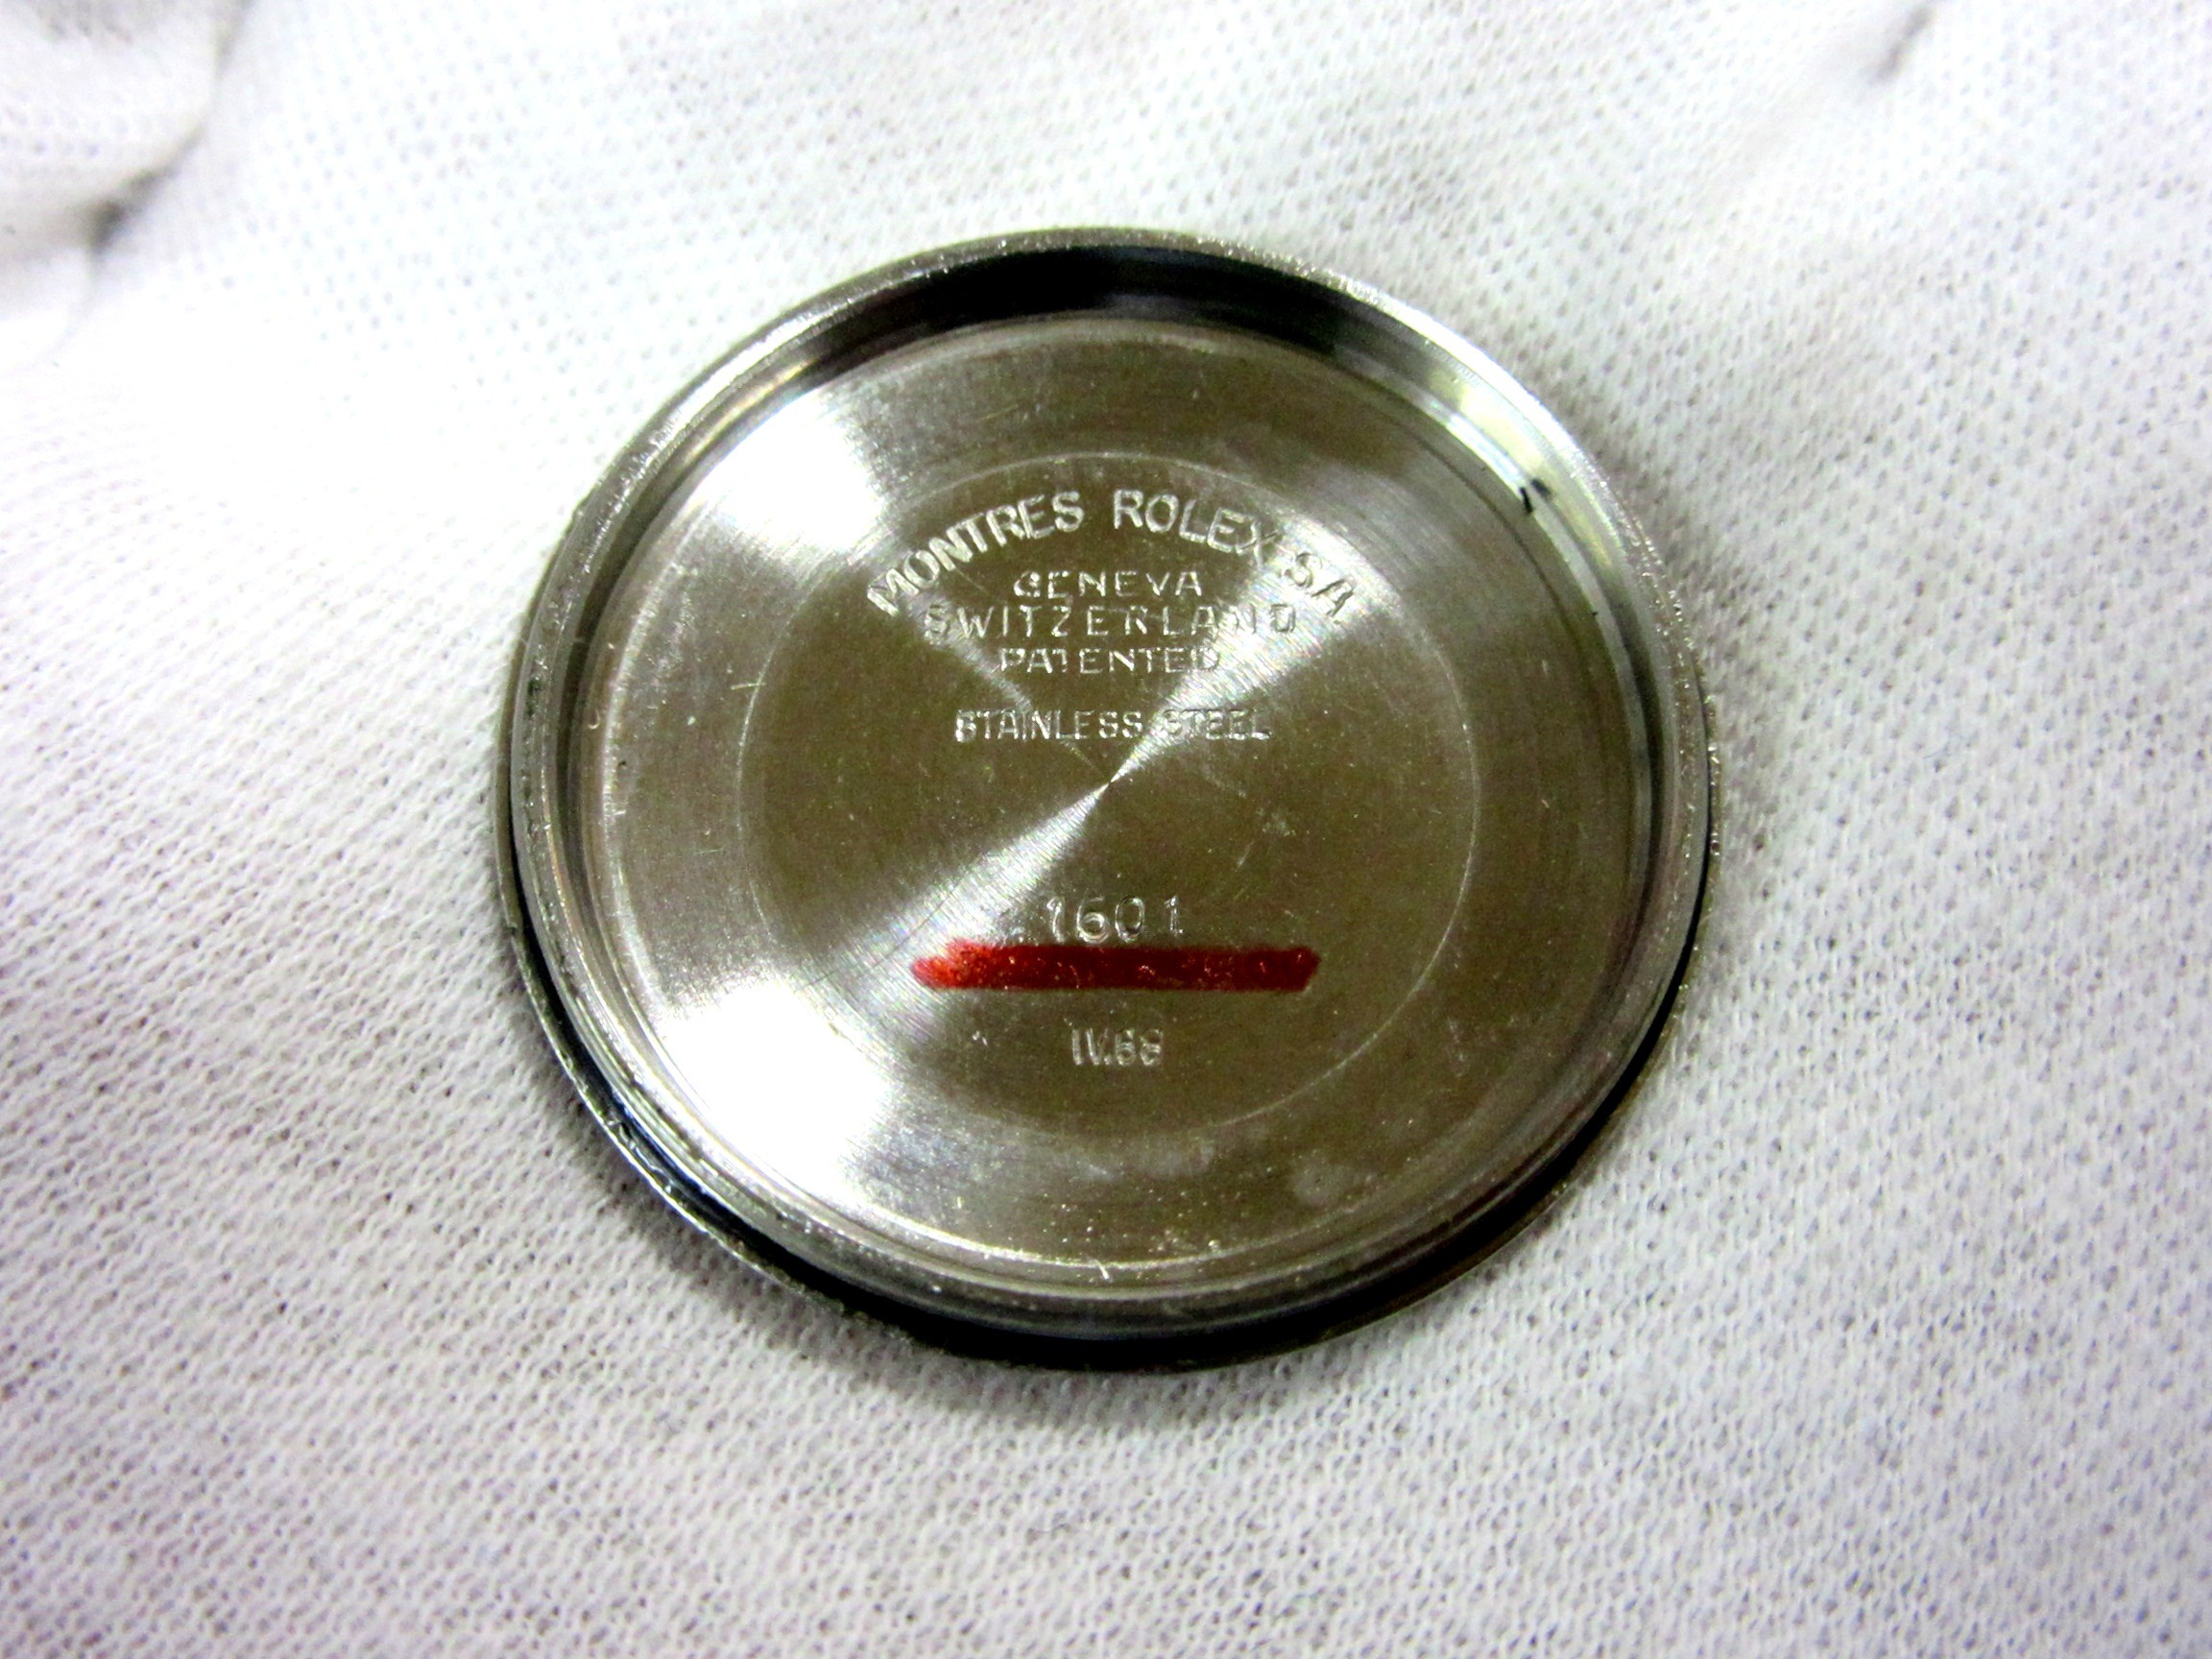 MONTRES ROLEX SA
GENEVA
SWITZERLAND
PATENTED
STAINLESS STEEL
1601
IV.68